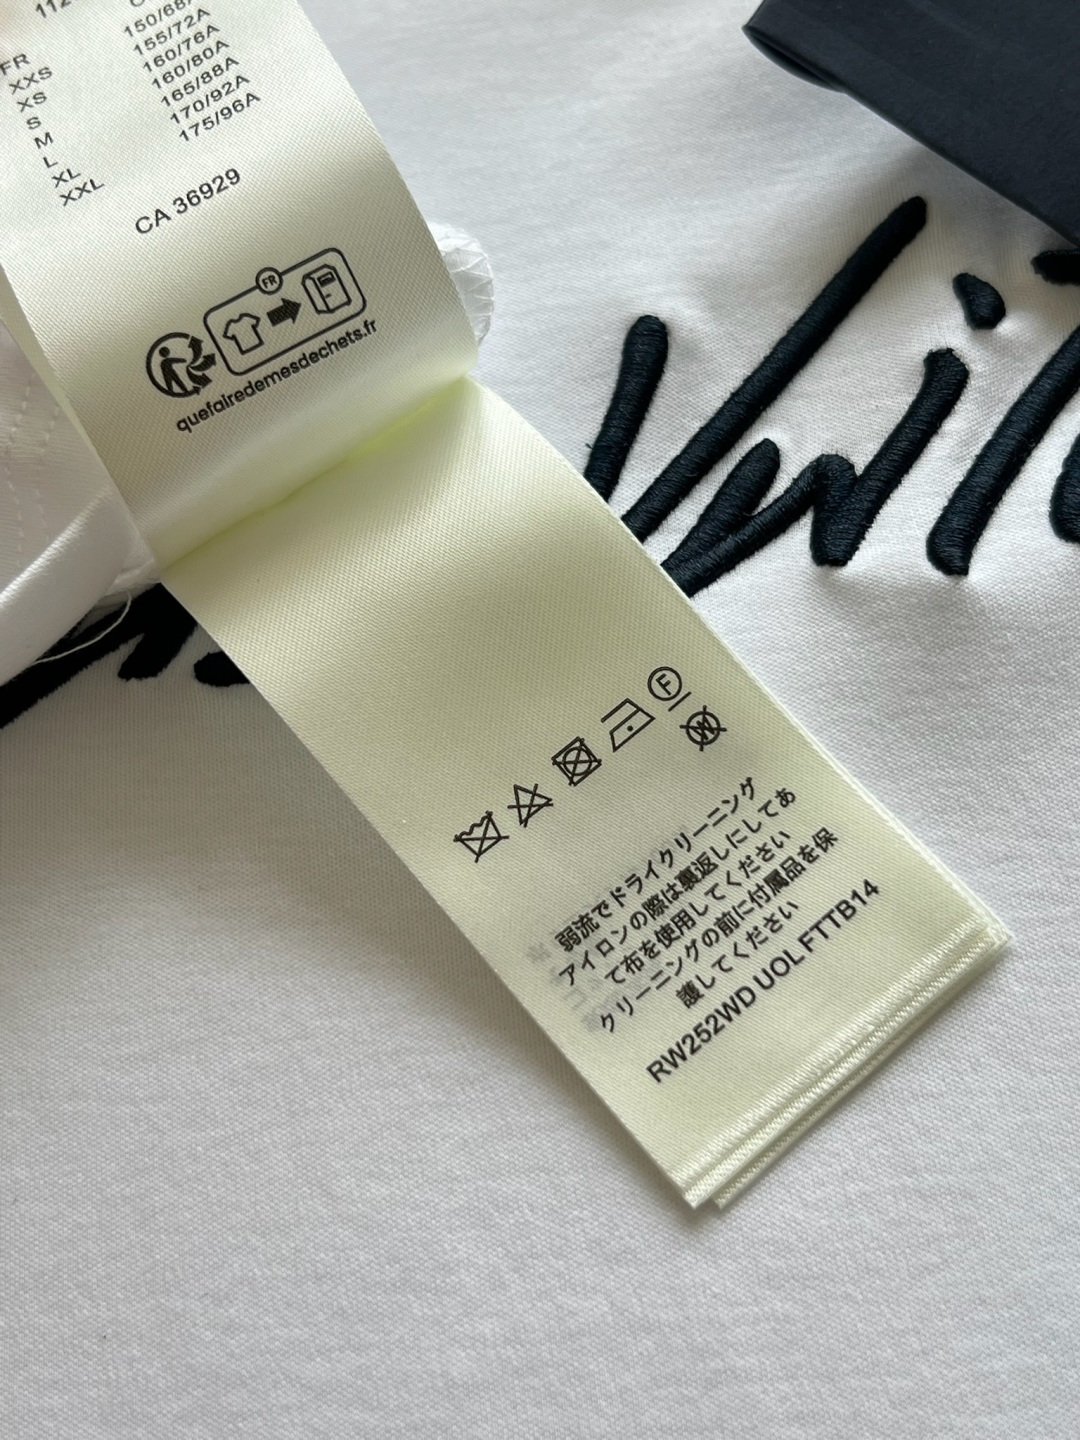 FR
XXS
XS
S
M
L
XL
XXL
155/72A
160/76A
160/80A
165/88A
170/92A
175/96A
CA 36929
FR
quefairedemesdechets.fr
F
W
弱流でドライクリーニング
アイロンの際は裏返しにしてあ
て布を使用してください
クリーニングの前に付属品を保
護してください
RW252WD UOL FTTB14